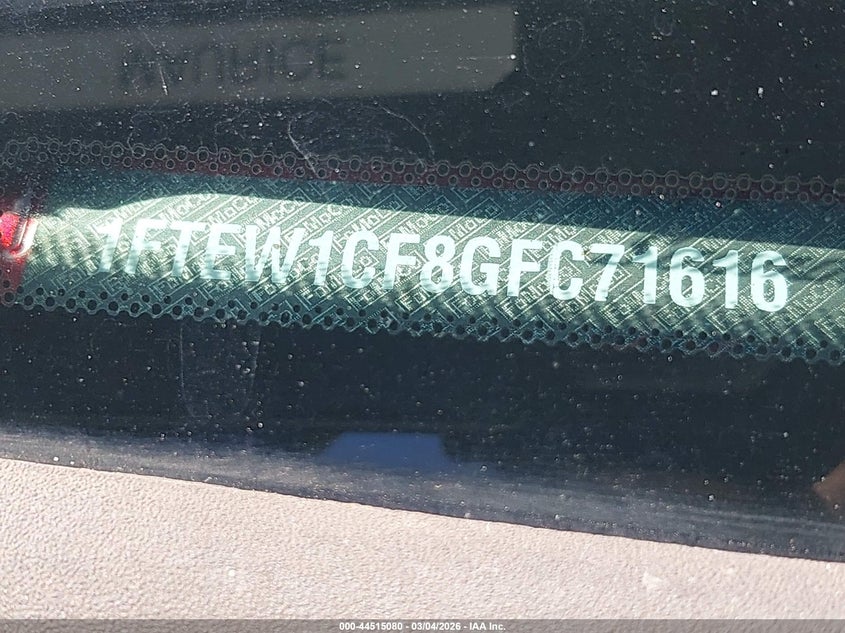 1FTEW1CF8GFC71616
000-44515080 - 03/04/2026 - IAA Inc.